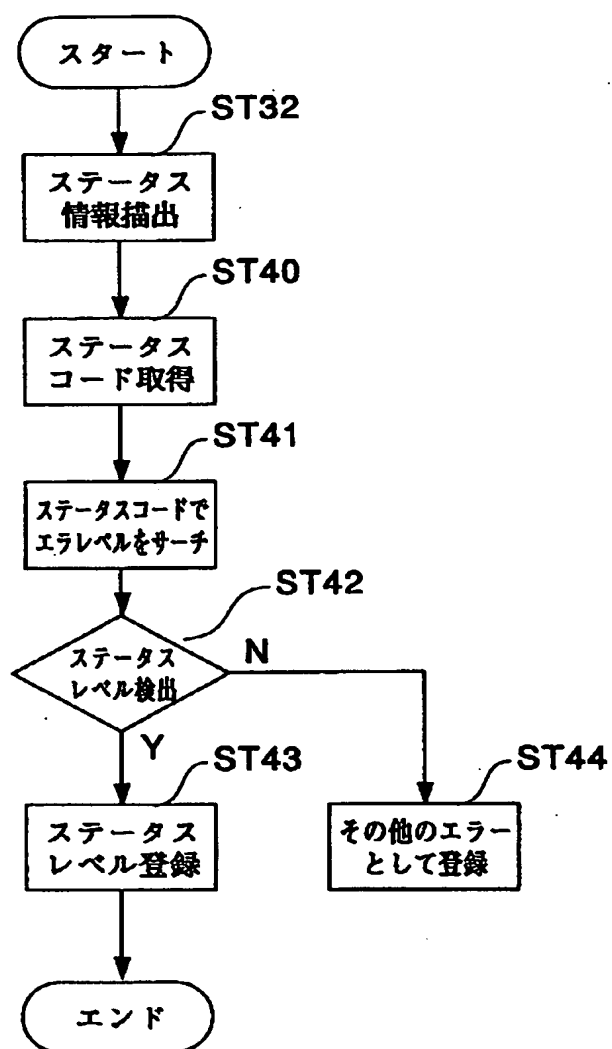 スタート
ST32
ステータス
情報描出
ST40
ステータス
コード取得
ST41
ステータスコードで
エラレベルをサーチ
ST42
ステータス
レベル検出
N
Y
ST43
ステータス
レベル登録
ST44
その他のエラー
として登録
エンド